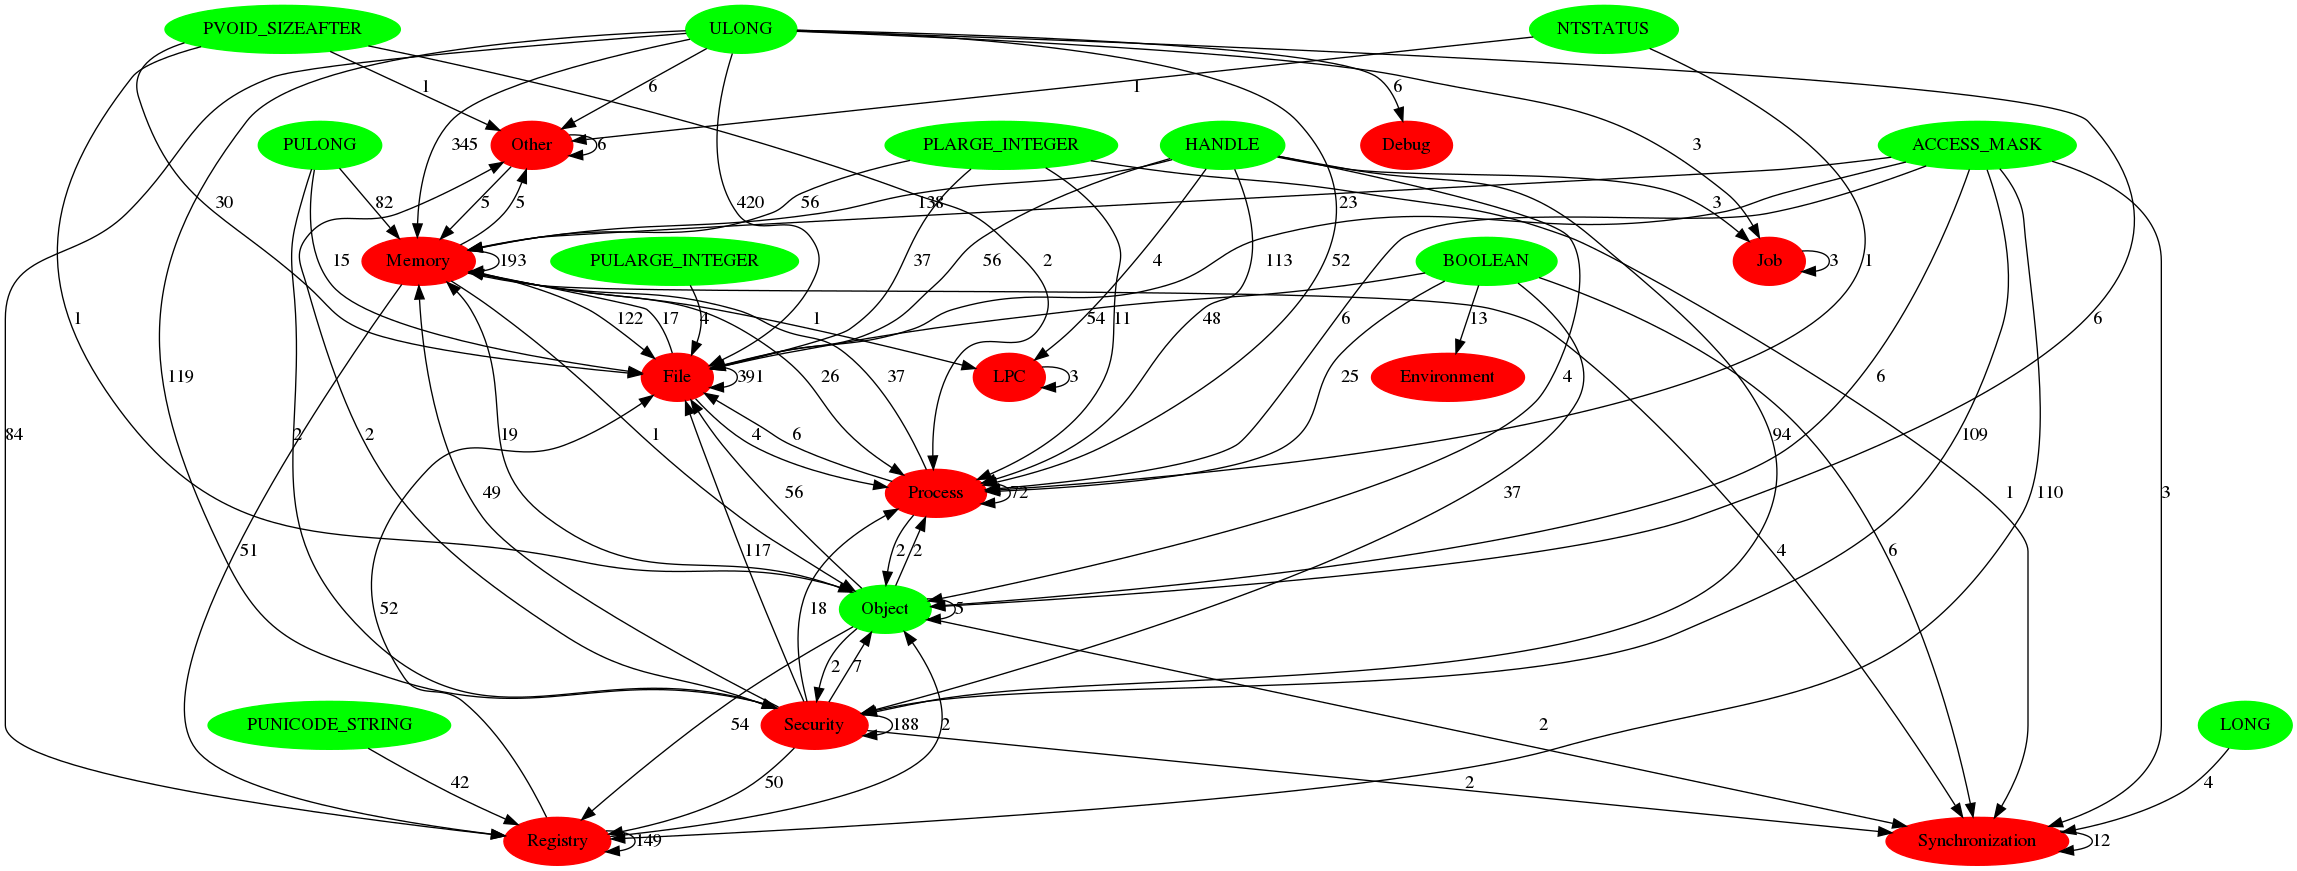 PVOID_SIZEAFTER ULONG NTSTATUS
1 6 1 6
PULONG 345 Other 6 PLARGE_INTEGER HANDLE Debug 3 ACCESS_MASK
30 82 5 5 420 56 138 23 3
15 Memory 193 PULARGE_INTEGER 37 56 2 4 113 52 BOOLEAN Job 3 1
1 122 17 4 1 54 11 48 6 13 6
File 391 26 37 LPC 3 25 Environment 4 6
84 119 2 2 19 1 4 6 94 109
49 56 Process 72 37 1 110 3
51 117 2 2 4 6
52 18 Object 5
54 2 7 2
PUNICODE_STRING Security 188 2 LONG
42 50 2 4
Registry 149 Synchronization 12